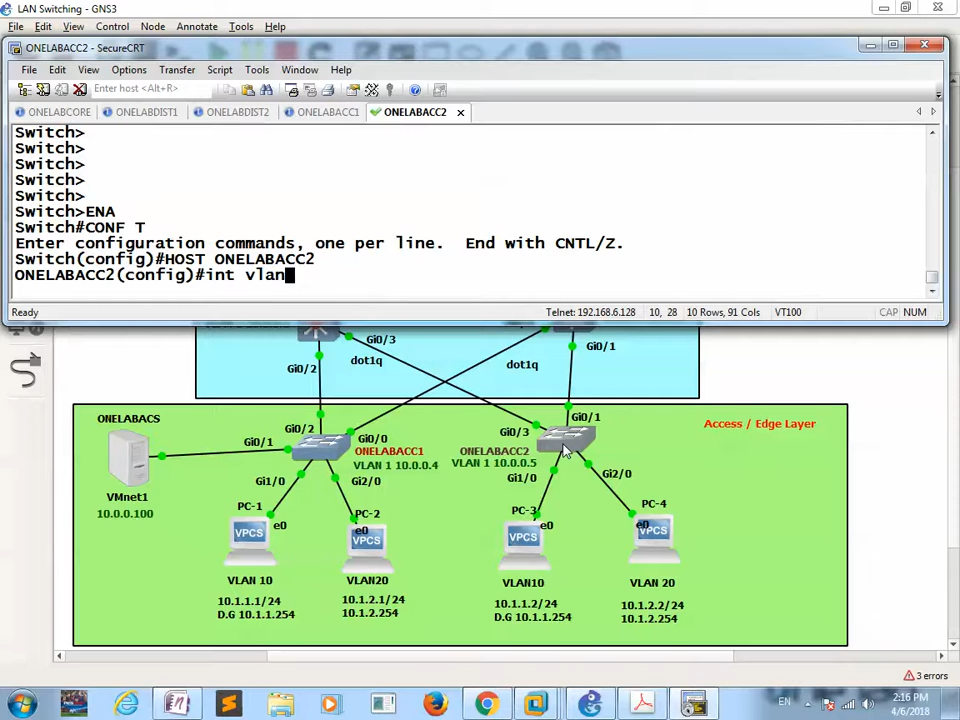 LAN Switching - GNS3
File Edit View Control Node Annotate Tools Help
ONELABACC2 - SecureCRT
File Edit View Options Transfer Script Tools Window Help
Enter host <Alt+R>
ONELABCORE ONELABDIST1 ONELABDIST2 ONELABACC1 ONELABACC2
Switch>
Switch>
Switch>
Switch>
Switch>
Switch>ENA
Switch#CONF T
Enter configuration commands, one per line.  End with CNTL/Z.
Switch(config)#HOST ONELABACC2
ONELABACC2(config)#int vlan
Ready Telnet: 192.168.6.128 10, 28 10 Rows, 91 Cols VT100 CAP NUM
Gi0/3
Gi0/1
dot1q
dot1q
Gi0/2
ONELABACS
Gi0/1
Access / Edge Layer
Gi0/2
Gi0/3
Gi0/1
Gi0/0
ONELABACC1
ONELABACC2
VLAN 1 10.0.0.4
VLAN 1 10.0.0.5
Gi1/0
Gi2/0
Gi1/0
Gi2/0
VMnet1
10.0.0.100
PC-1
PC-2
PC-3
PC-4
e0
e0
e0
e0
VPCS
VPCS
VPCS
VPCS
VLAN 10
VLAN20
VLAN10
VLAN 20
10.1.1.1/24
D.G 10.1.1.254
10.1.2.1/24
10.1.2.254
10.1.1.2/24
D.G 10.1.1.254
10.1.2.2/24
10.1.2.254
3 errors
EN
2:16 PM
4/6/2018